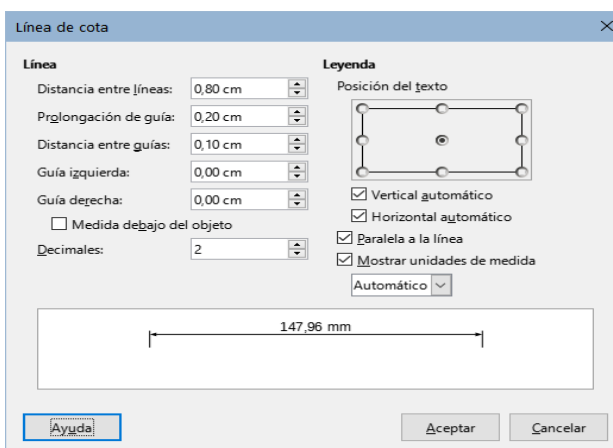 Línea de cota
Línea
Distancia entre líneas: 0,80 cm
Prolongación de guía: 0,20 cm
Distancia entre guías: 0,10 cm
Guía izquierda: 0,00 cm
Guía derecha: 0,00 cm
Medida debajo del objeto
Decimales: 2
Leyenda
Posición del texto
Vertical automático
Horizontal automático
Paralela a la línea
Mostrar unidades de medida
Automático
147,96 mm
Ayuda Aceptar Cancelar